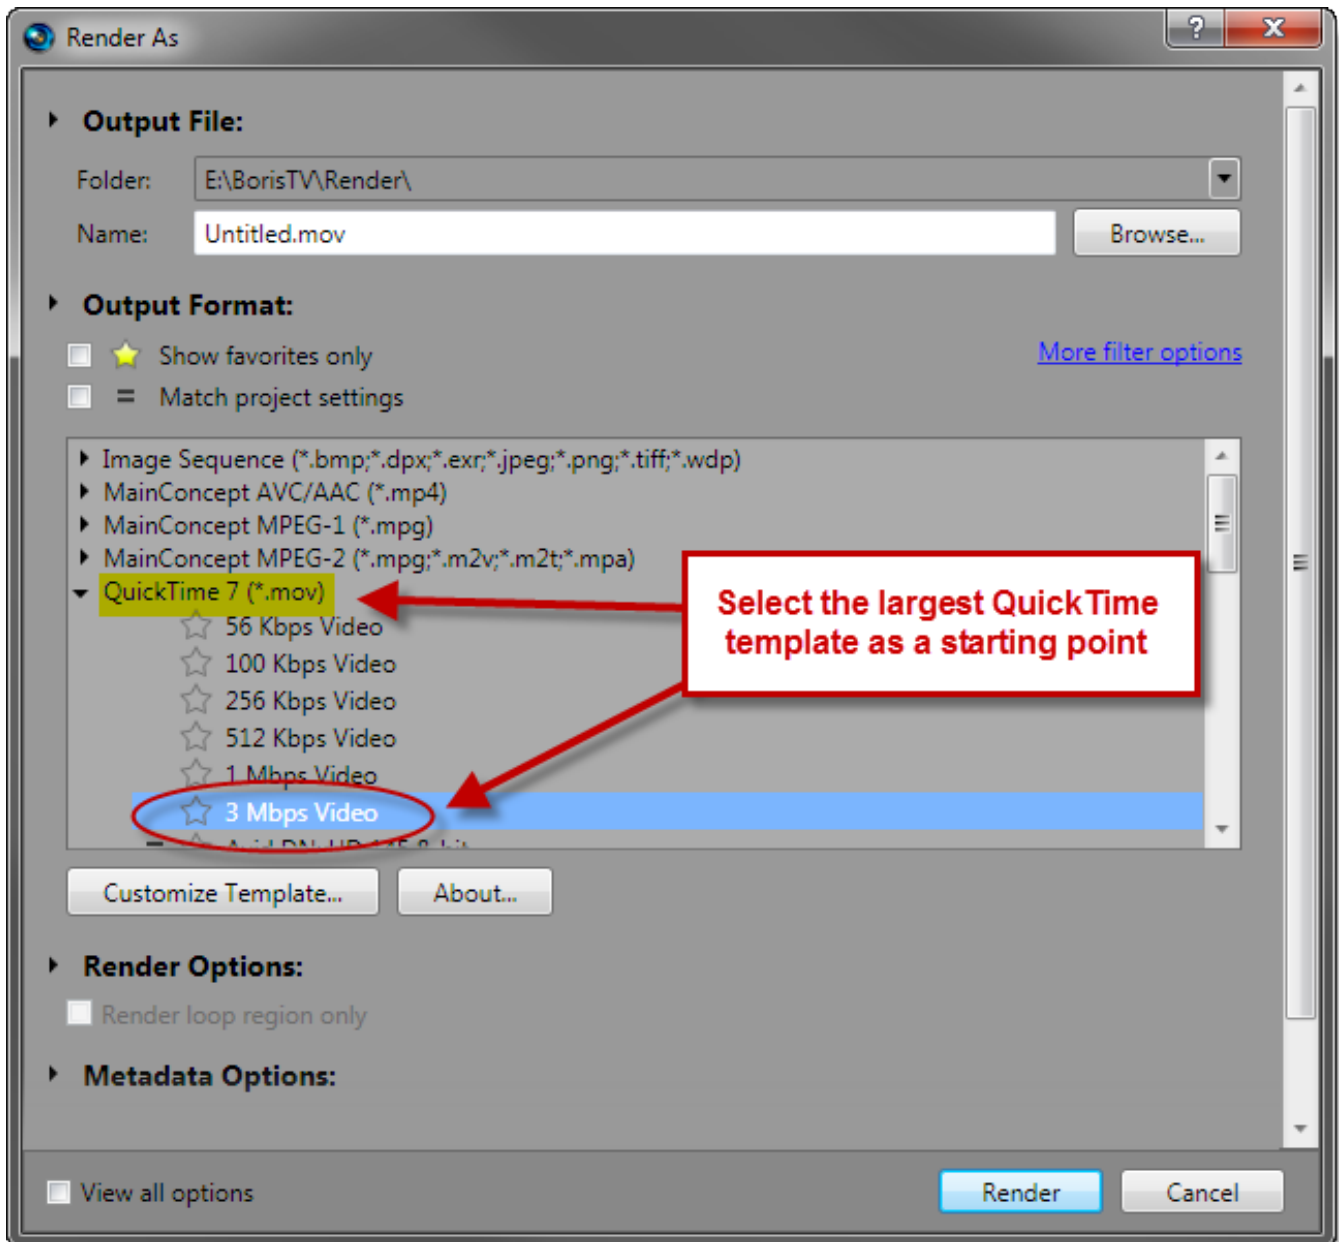 Render As
?
X
Output File:
Folder: E:\BorisTV\Render\
Name: Untitled.mov Browse...
Output Format:
Show favorites only More filter options
= Match project settings
Image Sequence (*.bmp;*.dpx;*.exr;*.jpeg;*.png;*.tiff;*.wdp)
MainConcept AVC/AAC (*.mp4)
MainConcept MPEG-1 (*.mpg)
MainConcept MPEG-2 (*.mpg;*.m2v;*.m2t;*.mpa)
QuickTime 7 (*.mov)
Select the largest QuickTime
template as a starting point
56 Kbps Video
100 Kbps Video
256 Kbps Video
512 Kbps Video
1 Mbps Video
3 Mbps Video
Customize Template... About...
Render Options:
Render loop region only
Metadata Options:
View all options Render Cancel